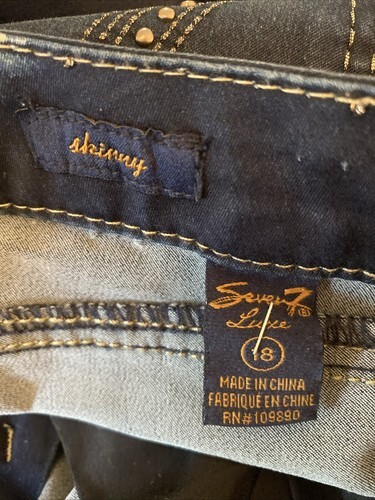 skinny
Seven7®
Luxe
18
MADE IN CHINA
FABRIQUÉ EN CHINE
RN#109890